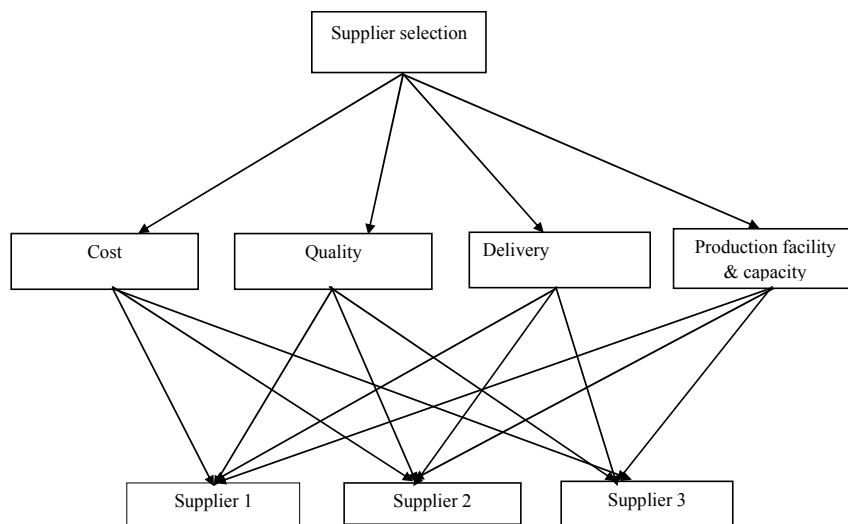 Supplier selection
Cost
Quality
Delivery
Production facility
& capacity
Supplier 1
Supplier 2
Supplier 3